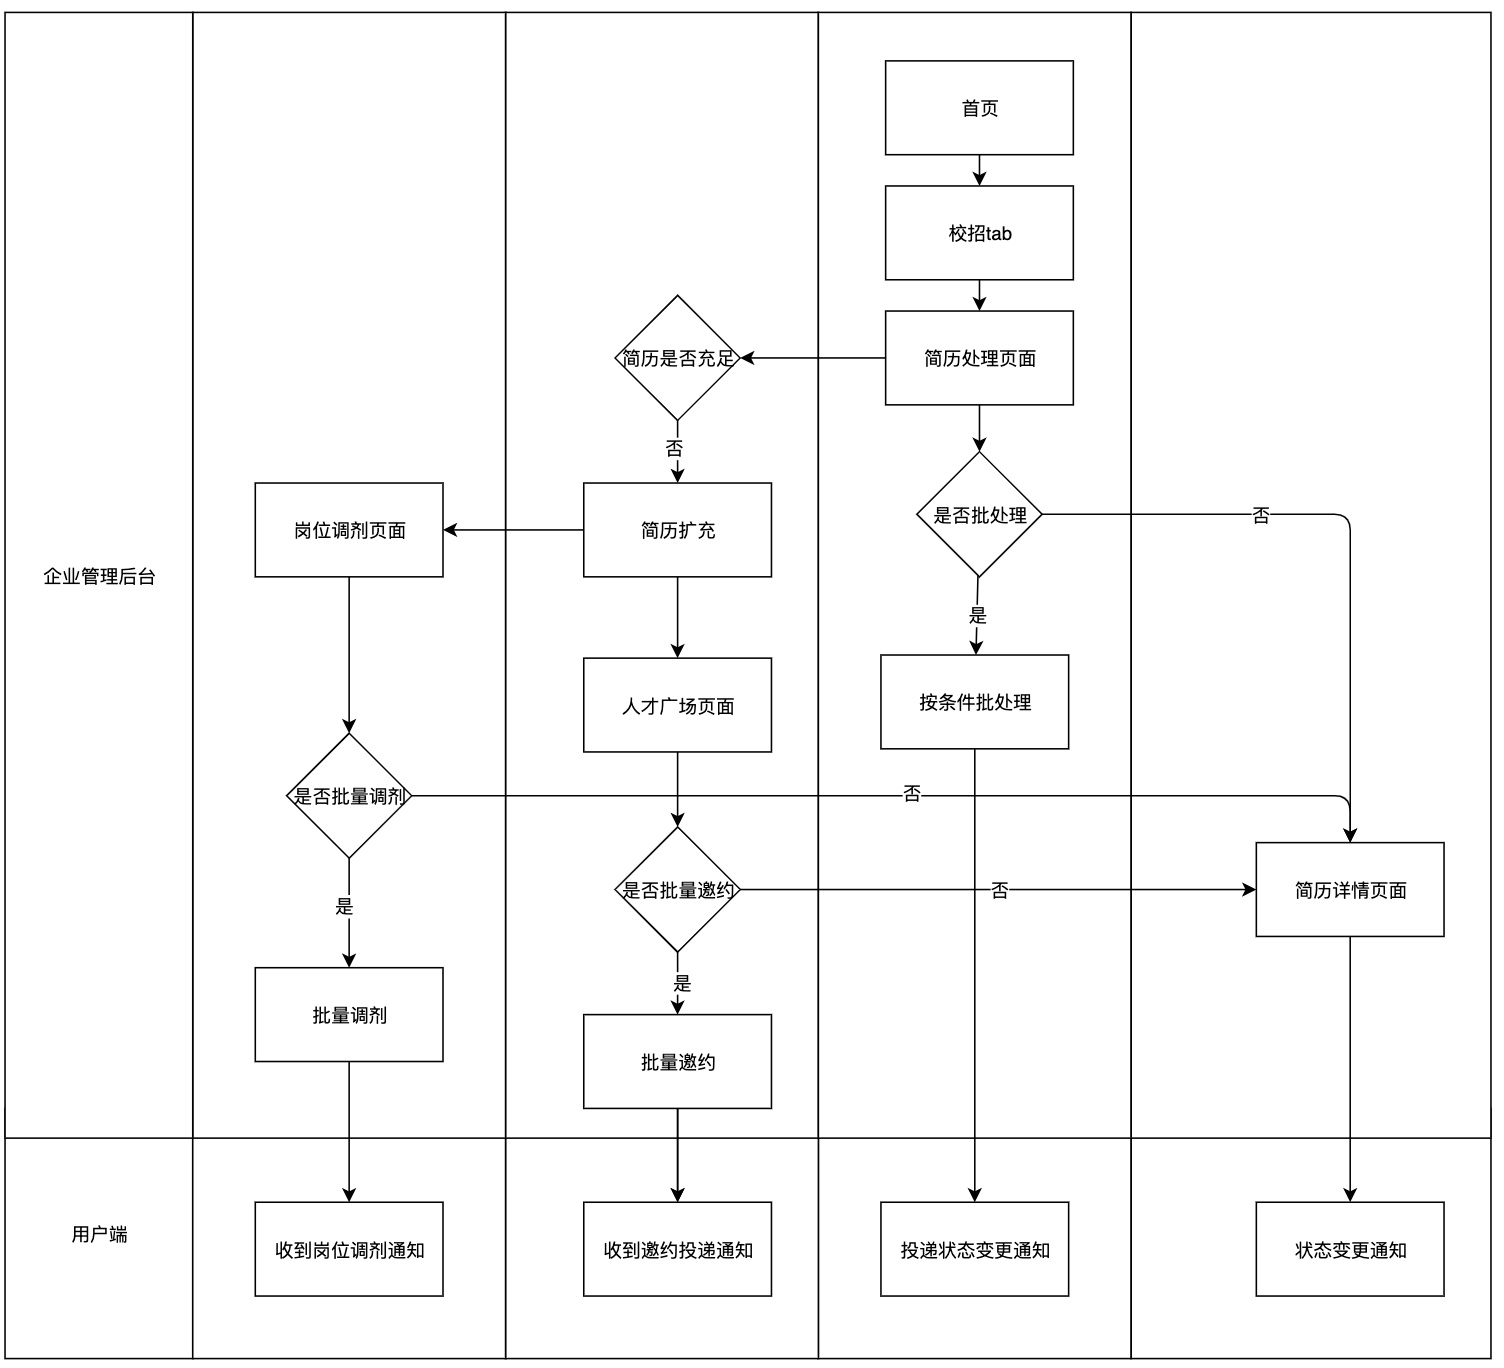 首页
校招tab
简历是否充足
简历处理页面
否
岗位调剂页面
简历扩充
是否批处理
否
企业管理后台
是
人才广场页面
按条件批处理
是否批量调剂
否
是否批量邀约
否
简历详情页面
是
是
批量调剂
批量邀约
用户端
收到岗位调剂通知
收到邀约投递通知
投递状态变更通知
状态变更通知